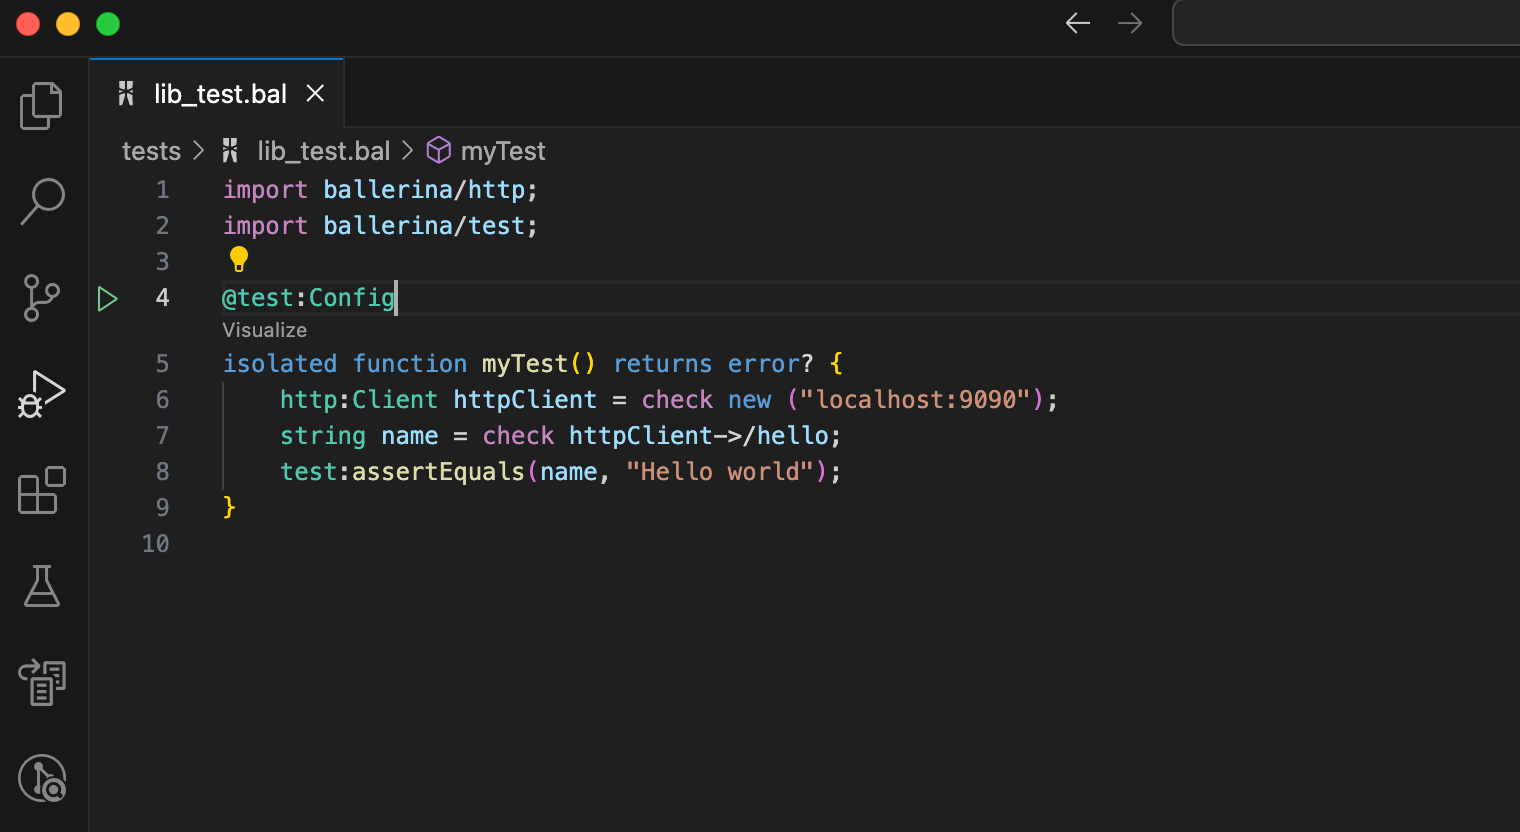 lib_test.bal
tests > lib_test.bal > myTest
1 import ballerina/http;
2 import ballerina/test;
3
4 @test:Config
Visualize
5 isolated function myTest() returns error? {
6     http:Client httpClient = check new ("localhost:9090");
7     string name = check httpClient->/hello;
8     test:assertEquals(name, "Hello world");
9 }
10